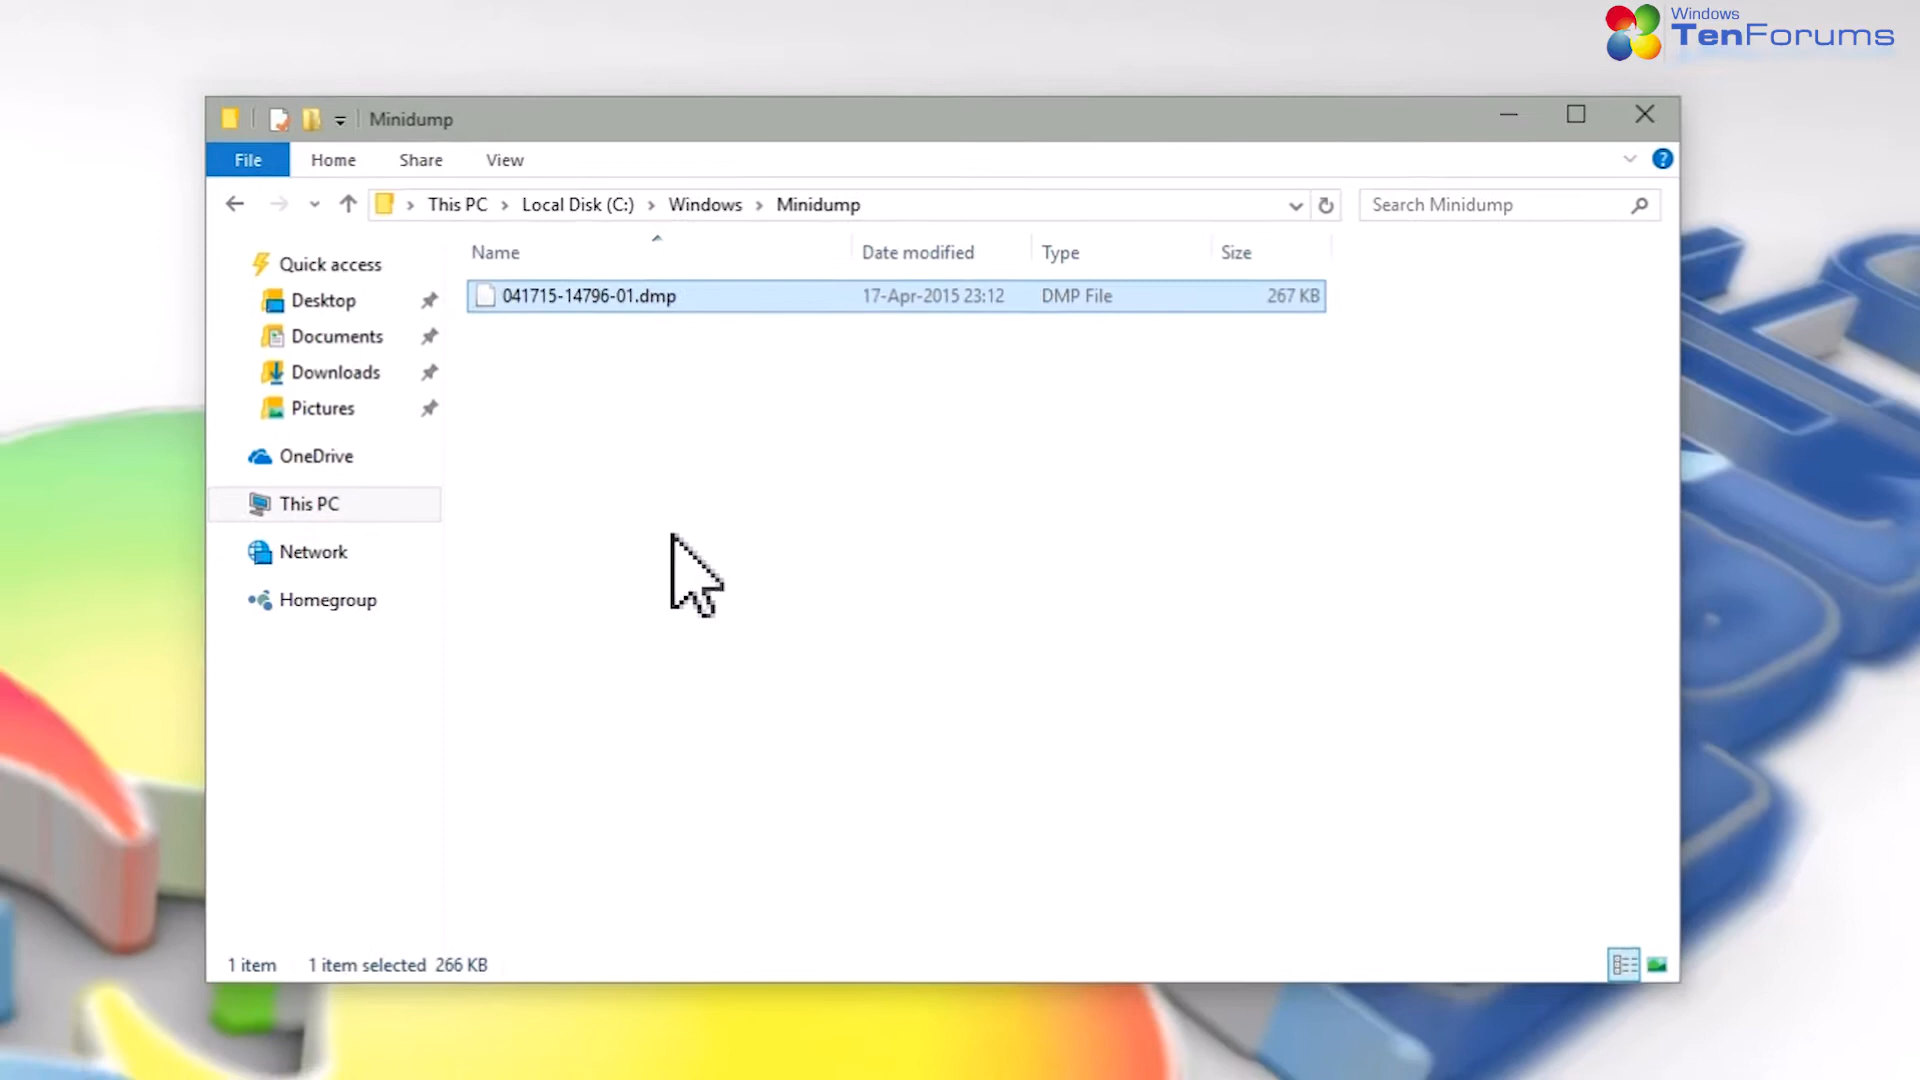 Windows
TenForums
Minidump
File Home Share View
This PC Local Disk (C:) Windows Minidump Search Minidump
Name Date modified Type Size
Quick access
041715-14796-01.dmp 17-Apr-2015 23:12 DMP File 267 KB
Desktop
Documents
Downloads
Pictures
OneDrive
This PC
Network
Homegroup
1 item 1 item selected 266 KB